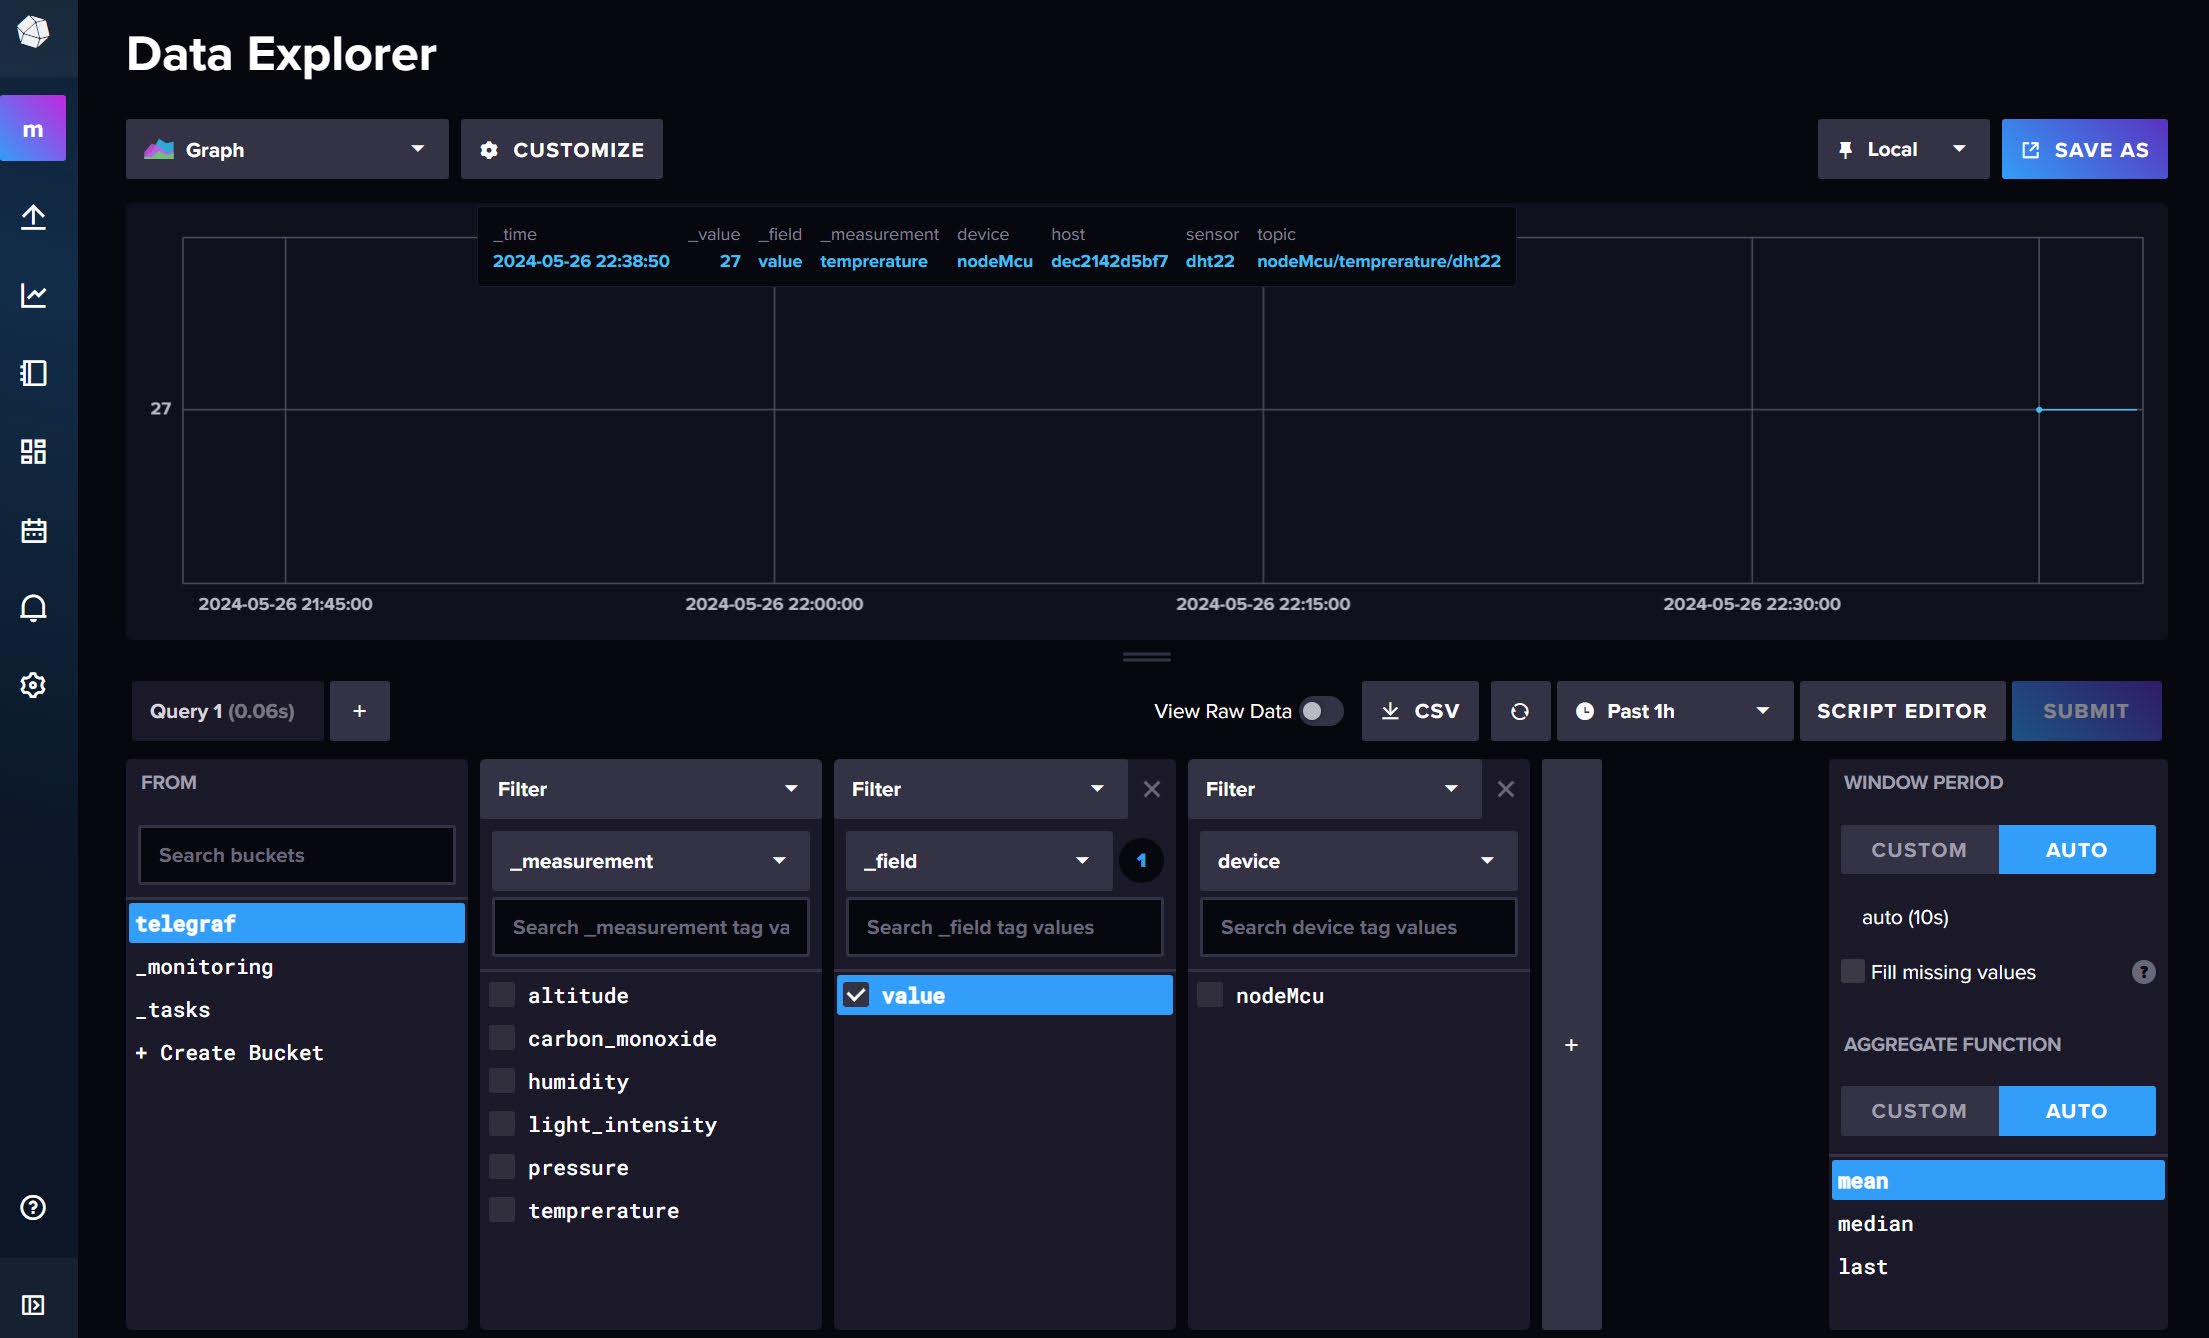 Data Explorer
m
Graph
CUSTOMIZE
Local
SAVE AS
_time _value _field _measurement device host sensor topic
2024-05-26 22:38:50 27 value temprerature nodeMcu dec2142d5bf7 dht22 nodeMcu/temprerature/dht22
27
2024-05-26 21:45:00 2024-05-26 22:00:00 2024-05-26 22:15:00 2024-05-26 22:30:00
Query 1 (0.06s)
+
View Raw Data
CSV
Past 1h
SCRIPT EDITOR
SUBMIT
FROM
Search buckets
telegraf
_monitoring
_tasks
+ Create Bucket
Filter
_measurement
Search _measurement tag va
altitude
carbon_monoxide
humidity
light_intensity
pressure
temprerature
Filter
_field
1
Search _field tag values
value
Filter
device
Search device tag values
nodeMcu
+
WINDOW PERIOD
CUSTOM AUTO
auto (10s)
Fill missing values
?
AGGREGATE FUNCTION
CUSTOM AUTO
mean
median
last
?